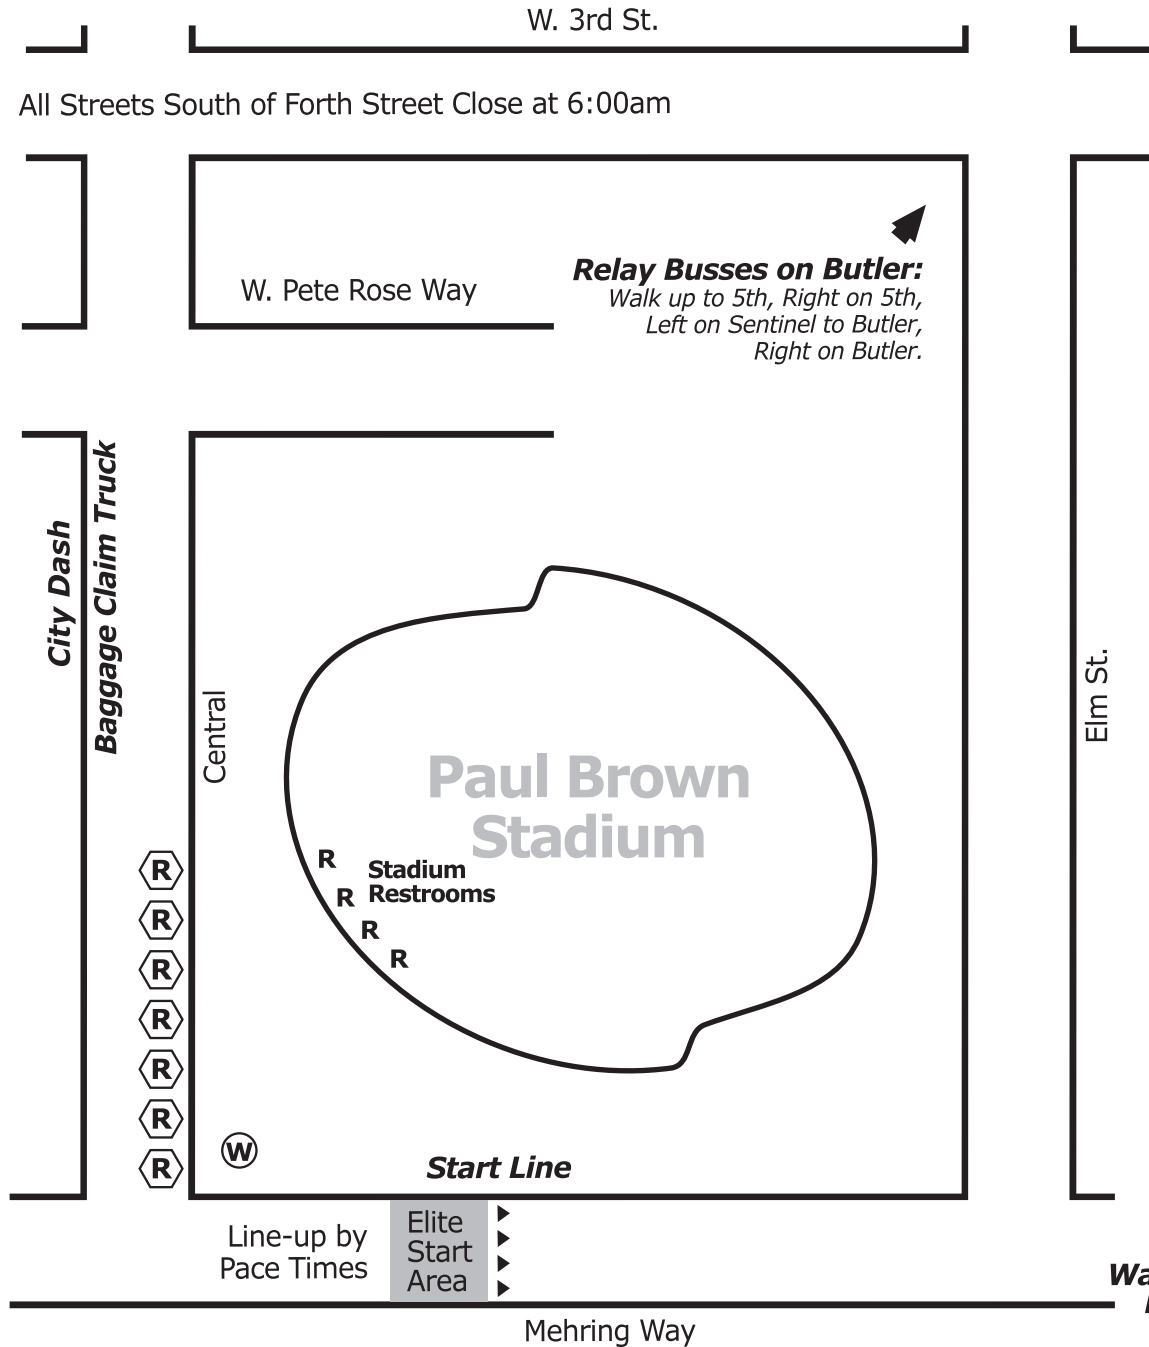 W. 3rd St.
All Streets South of Forth Street Close at 6:00am
Relay Busses on Butler:
Walk up to 5th, Right on 5th,
Left on Sentinel to Butler,
Right on Butler.
W. Pete Rose Way
City Dash
Baggage Claim Truck
Central
Elm St.
Paul Brown
Stadium
Stadium
Restrooms
R
R
R
R
R
R
R
R
R
R
R
W
Start Line
Line-up by
Pace Times
Elite
Start
Area
Mehring Way